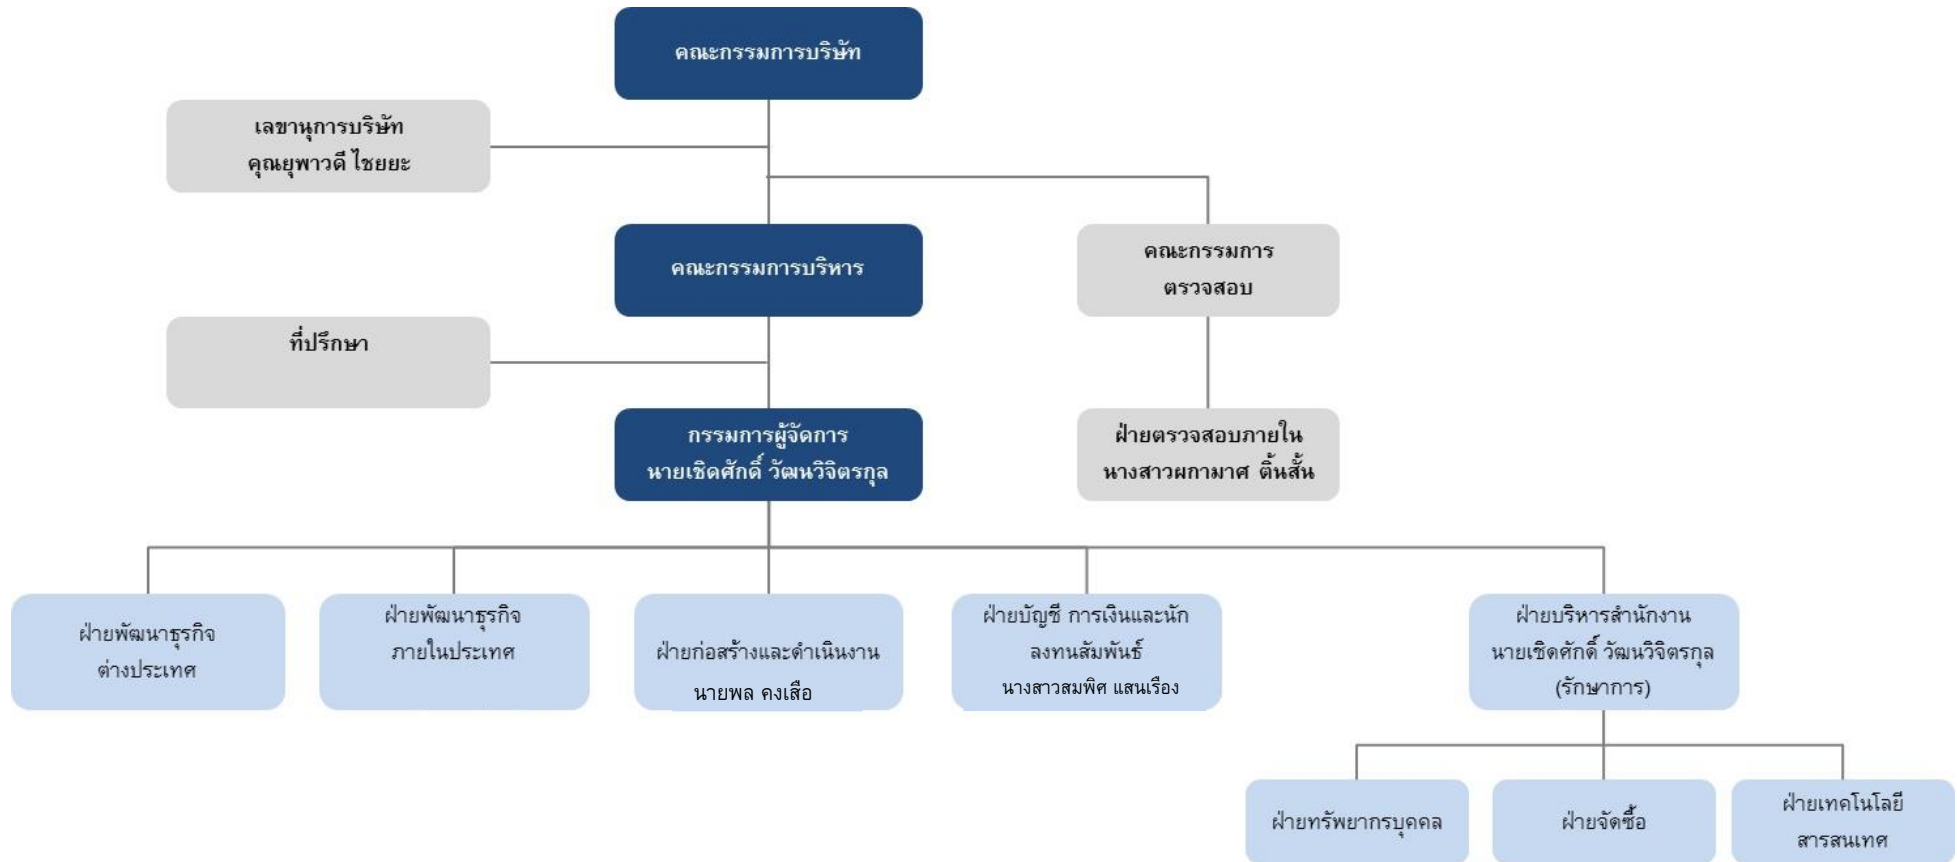 คณะกรรมการบริษัท
เลขานุการบริษัท
คุณยุพาวดี ไชยยะ
คณะกรรมการบริหาร
คณะกรรมการ
ตรวจสอบ
ที่ปรึกษา
กรรมการผู้จัดการ
นายเชิดศักดิ์ วัฒนวิจิตรกุล
ฝ่ายตรวจสอบภายใน
นางสาวผกามาศ ติ้นสั้น
ฝ่ายพัฒนาธุรกิจ
ต่างประเทศ
ฝ่ายพัฒนาธุรกิจ
ภายในประเทศ
ฝ่ายก่อสร้างและดำเนินงาน
นายพล คงเสือ
ฝ่ายบัญชี การเงินและนัก
ลงทนสัมพันธ์
นางสาวสมพิศ แสนเรือง
ฝ่ายบริหารสำนักงาน
นายเชิดศักดิ์ วัฒนวิจิตรกุล
(รักษาการ)
ฝ่ายทรัพยากรบุคคล
ฝ่ายจัดซื้อ
ฝ่ายเทคโนโลยี
สารสนเทศ